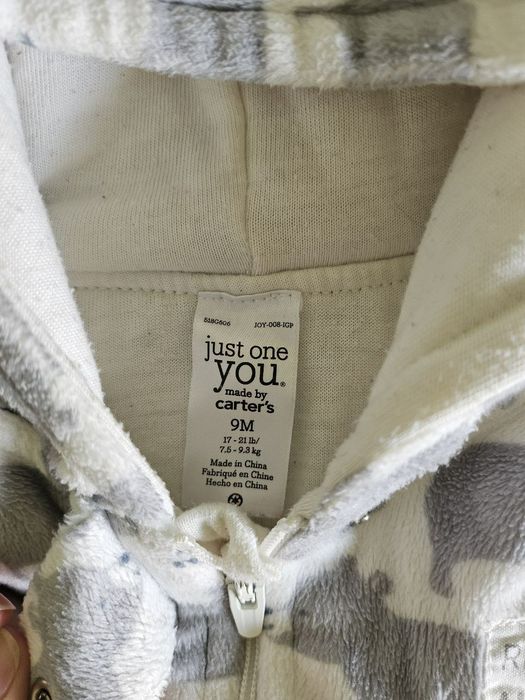 518G606 JOY-008-IGP
just one
you®
made by
carter's
9M
17 - 21 lb/
7.5 - 9.3 kg
Made in China
Fabriqué en Chine
Hecho en China
R